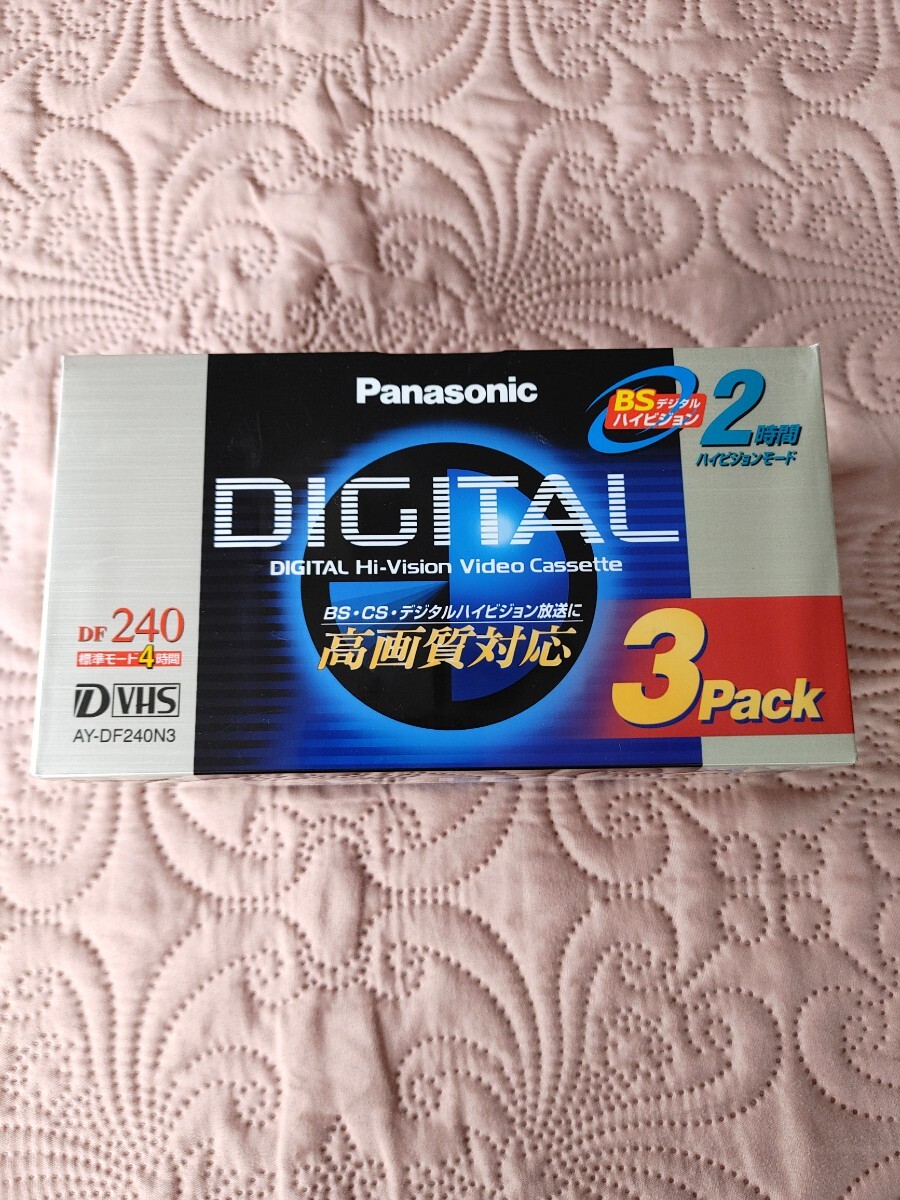 Panasonic
BSデジタル
ハイビジョン
2時間
ハイビジョンモード
DIGITAL
DIGITAL Hi-Vision Video Cassette
BS・CS・デジタルハイビジョン放送に
高画質対応
DF240
標準モード4時間
D VHS
AY-DF240N3
3Pack